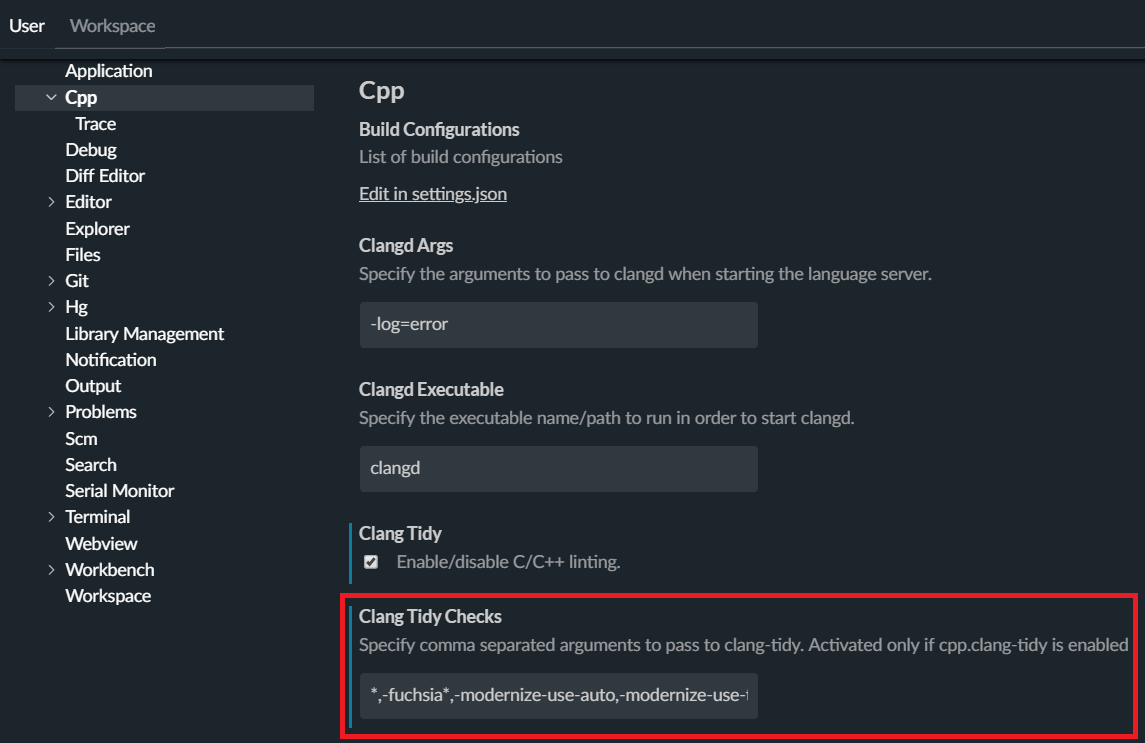 User Workspace
Application
Cpp
Trace
Debug
Diff Editor
Editor
Explorer
Files
Git
Hg
Library Management
Notification
Output
Problems
Scm
Search
Serial Monitor
Terminal
Webview
Workbench
Workspace
Cpp
Build Configurations
List of build configurations
Edit in settings.json
Clangd Args
Specify the arguments to pass to clangd when starting the language server.
-log=error
Clangd Executable
Specify the executable name/path to run in order to start clangd.
clangd
Clang Tidy
Enable/disable C/C++ linting.
Clang Tidy Checks
Specify comma separated arguments to pass to clang-tidy. Activated only if cpp.clang-tidy is enabled
*,-fuchsia*,-modernize-use-auto,-modernize-use-